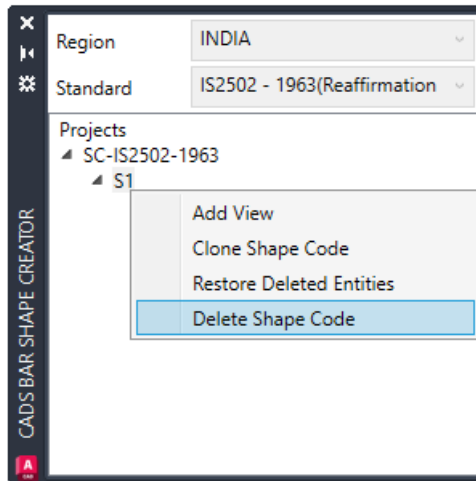 Region
INDIA
Standard
IS2502 - 1963(Reaffirmation
Projects
SC-IS2502-1963
S1
Add View
Clone Shape Code
Restore Deleted Entities
Delete Shape Code
CADS BAR SHAPE CREATOR
A
CAD